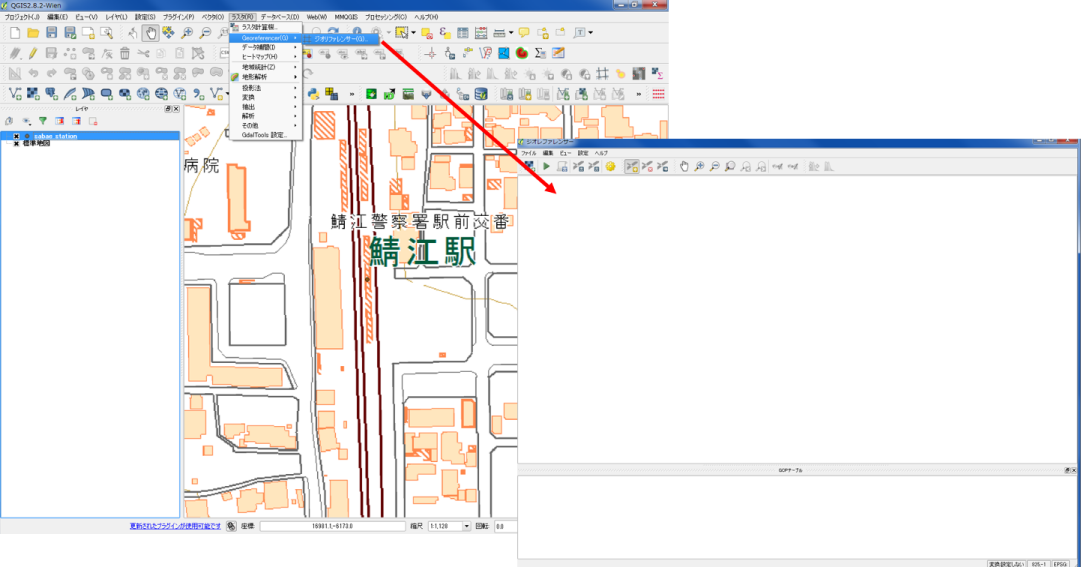 QGIS2.8.2-Wien
プロジェクト(J) 編集(E) ビュー(V) レイヤ(L) 設定(S) プラグイン(P) ベクタ(O) ラスタ(R) データベース(D) Web(W) MMQGIS プロセッシング(C) ヘルプ(H)
ラスタ計算機...
Georeferencer(G)
ジオリファレンサー(G)...
データ補間(I)
ヒートマップ(H)
地域統計(Z)
地形解析
投影法
変換
抽出
解析
その他
GdalTools 設定...
レイヤ
sabae_station
標準地図
病院
鯖江警察署駅前交番
鯖江駅
更新されたプラグインが使用可能です
座標:
16981.1,-6173.0
縮尺
1:1,120
回転:
0.0
ジオレファレンサー
ファイル 編集 ビュー 設定 ヘルプ
GCPテーブル
変換設定しない
EPSG